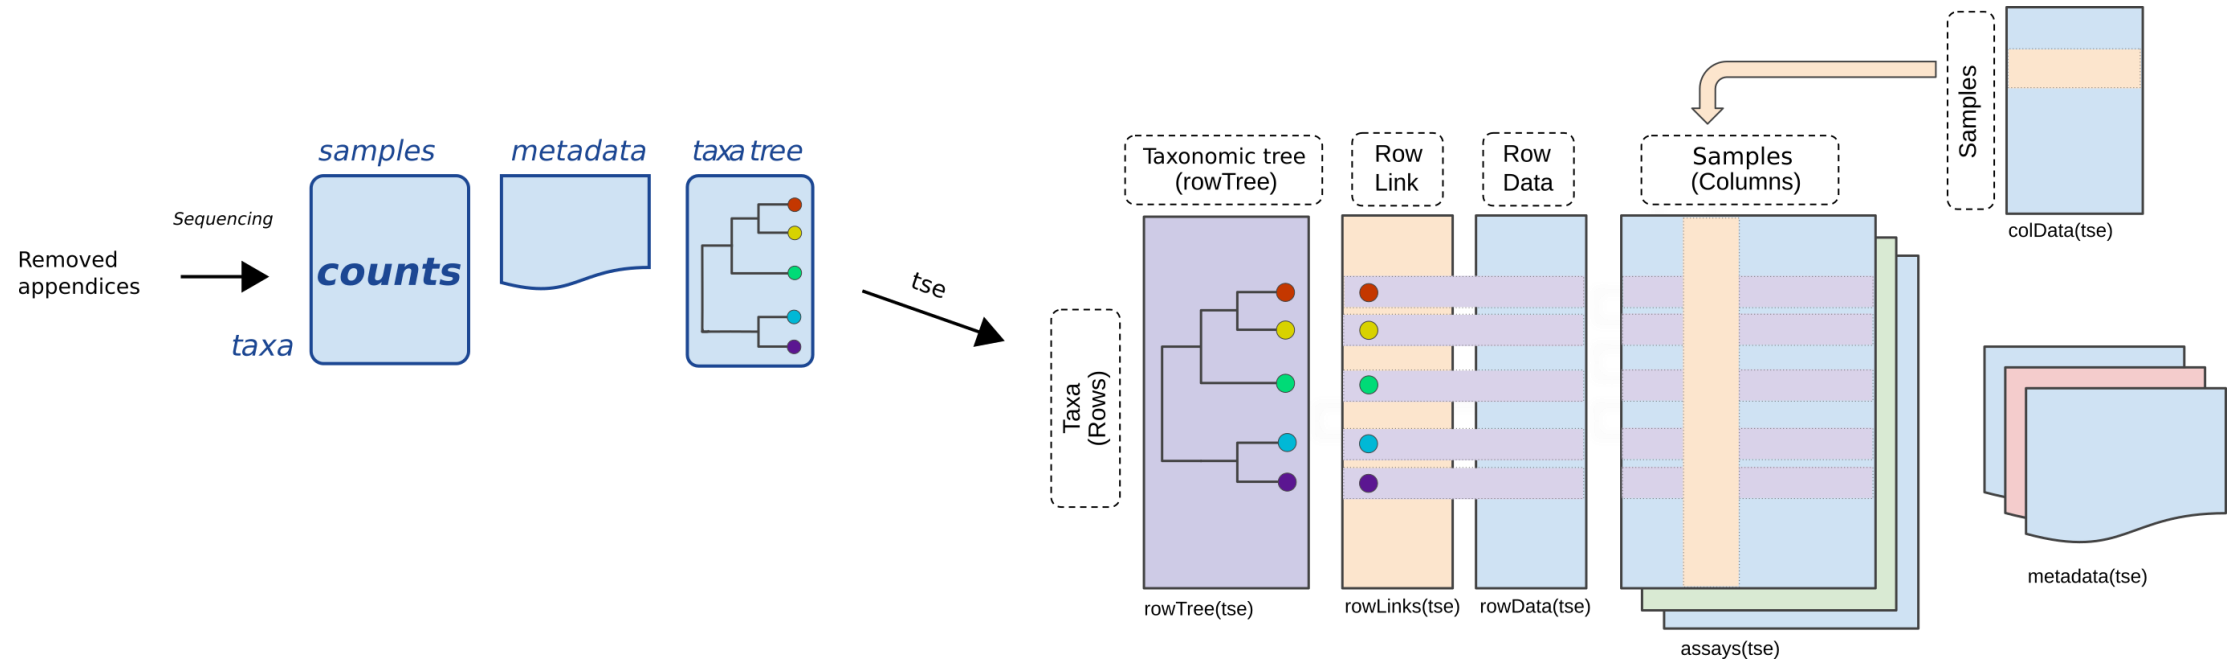 Removed
appendices
Sequencing
samples
counts
taxa
metadata
taxa tree
tse
Taxa
(Rows)
Taxonomic tree
(rowTree)
rowTree(tse)
Row
Link
rowLinks(tse)
Row
Data
rowData(tse)
Samples
(Columns)
assays(tse)
Samples
colData(tse)
metadata(tse)